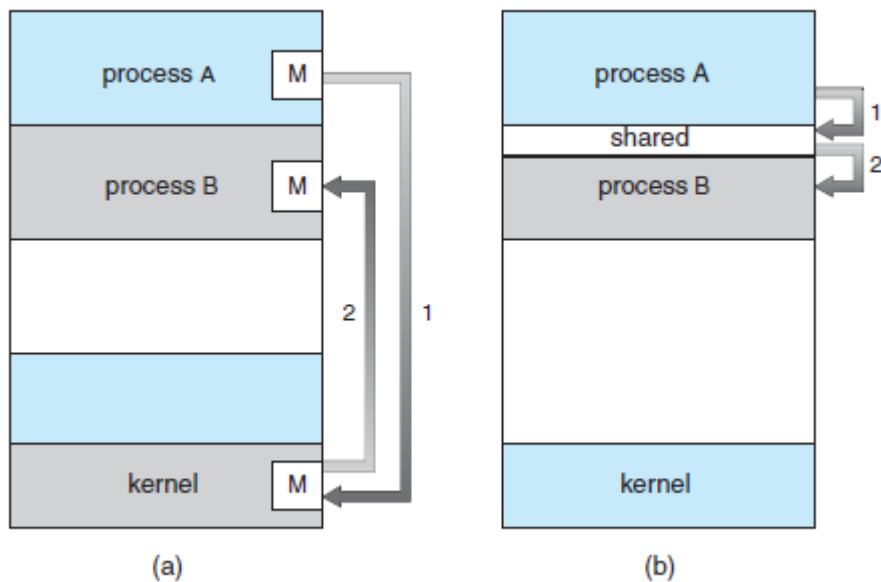 process A
M
process B
M
2
1
kernel
M
(a)
process A
1
shared
2
process B
kernel
(b)